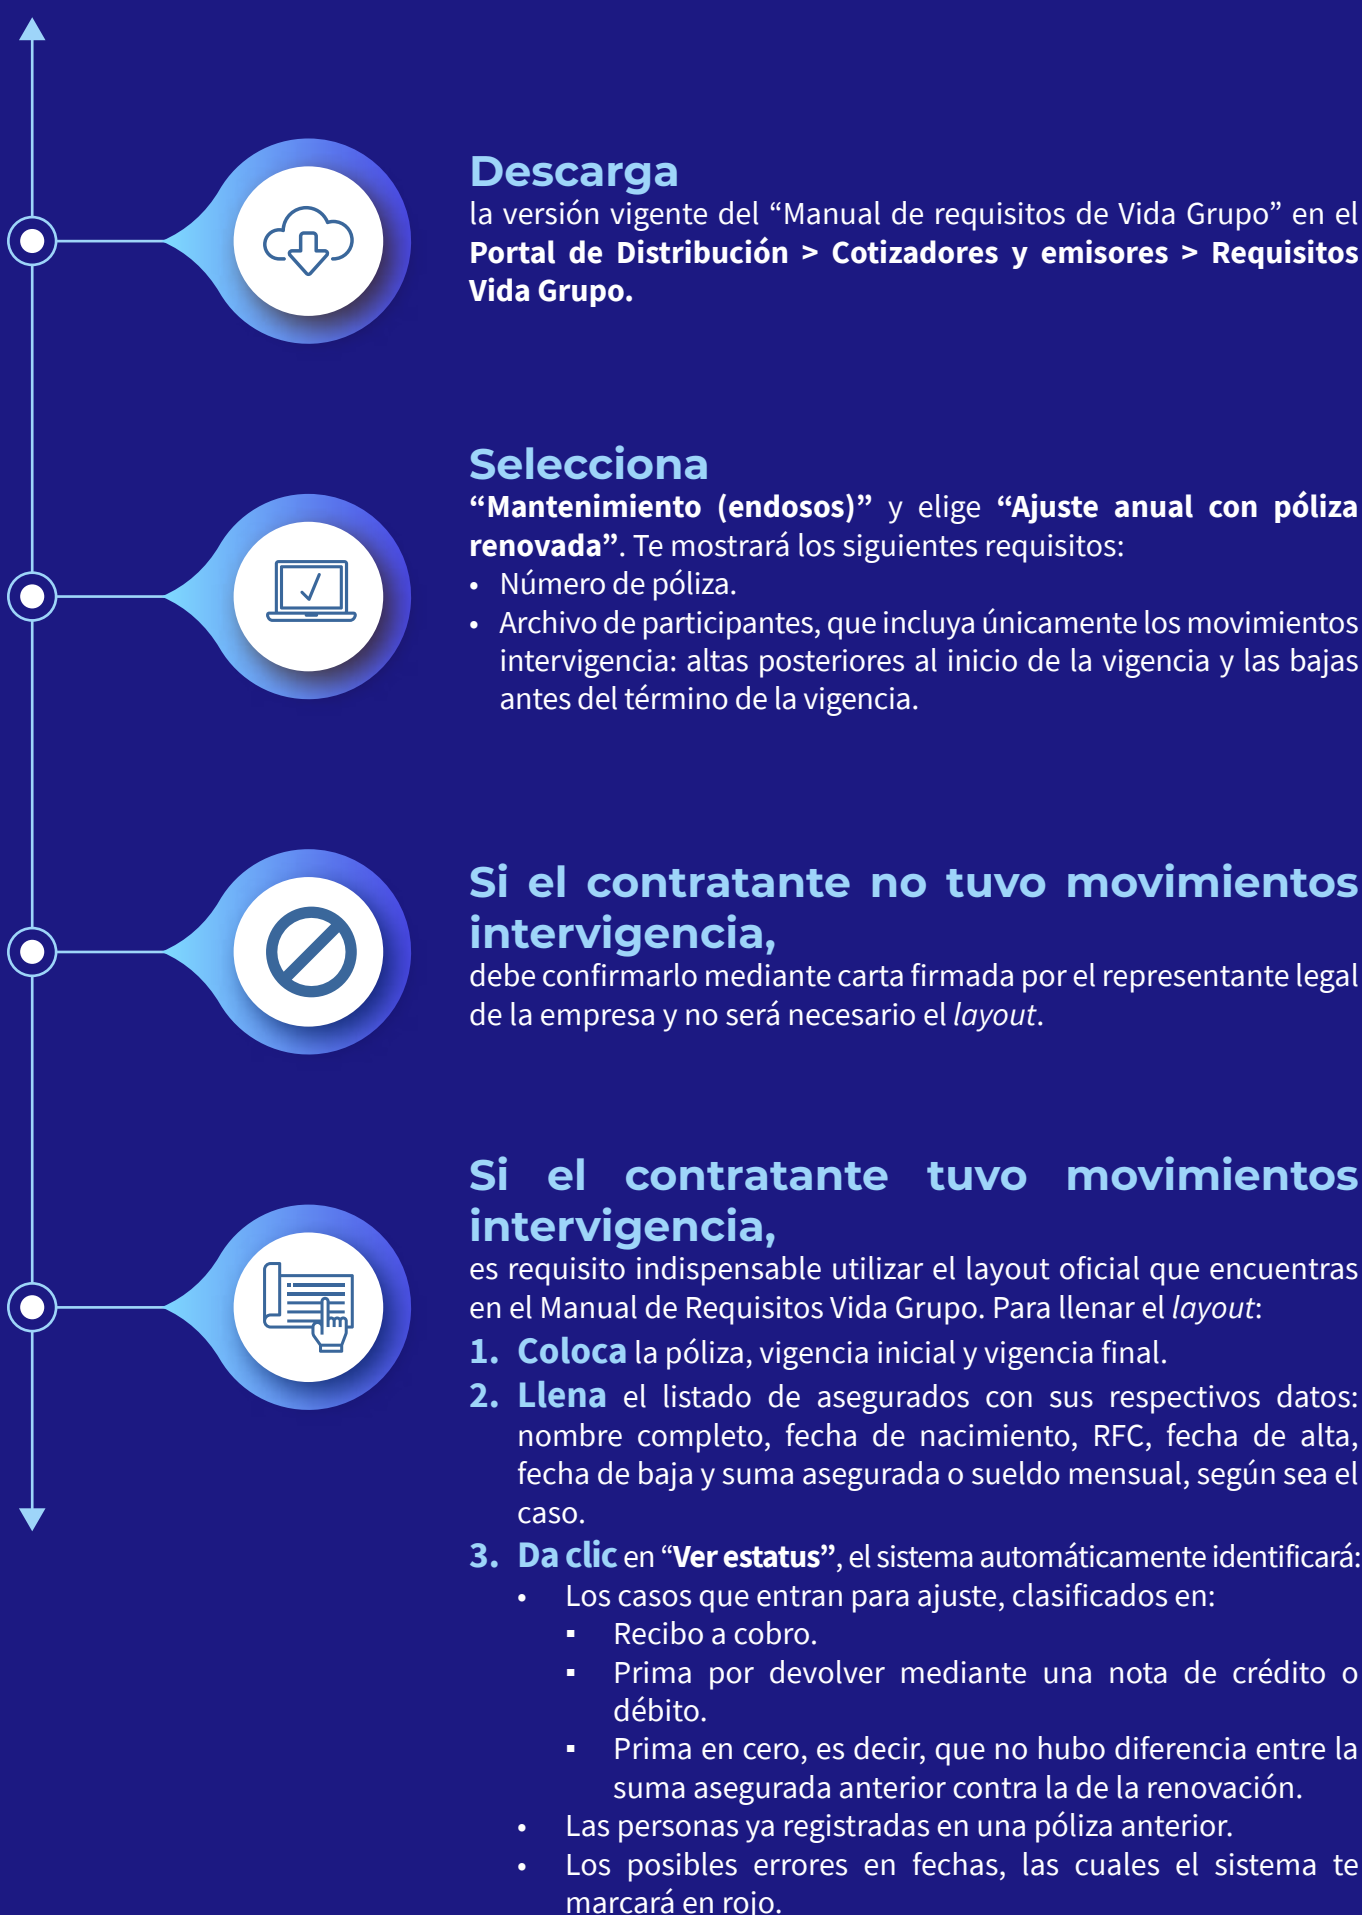 Descarga
la versión vigente del “Manual de requisitos de Vida Grupo” en el
Portal de Distribución > Cotizadores y emisores > Requisitos
Vida Grupo.
Selecciona
“Mantenimiento (endosos)” y elige “Ajuste anual con póliza
renovada”. Te mostrará los siguientes requisitos:
• Número de póliza.
• Archivo de participantes, que incluya únicamente los movimientos
intervigencia: altas posteriores al inicio de la vigencia y las bajas
antes del término de la vigencia.
Si el contratante no tuvo movimientos
intervigencia,
debe confirmarlo mediante carta firmada por el representante legal
de la empresa y no será necesario el layout.
Si el contratante tuvo movimientos
intervigencia,
es requisito indispensable utilizar el layout oficial que encuentras
en el Manual de Requisitos Vida Grupo. Para llenar el layout:
1. Coloca la póliza, vigencia inicial y vigencia final.
2. Llena el listado de asegurados con sus respectivos datos:
nombre completo, fecha de nacimiento, RFC, fecha de alta,
fecha de baja y suma asegurada o sueldo mensual, según sea el
caso.
3. Da clic en “Ver estatus”, el sistema automáticamente identificará:
• Los casos que entran para ajuste, clasificados en:
▪ Recibo a cobro.
▪ Prima por devolver mediante una nota de crédito o
débito.
▪ Prima en cero, es decir, que no hubo diferencia entre la
suma asegurada anterior contra la de la renovación.
• Las personas ya registradas en una póliza anterior.
• Los posibles errores en fechas, las cuales el sistema te
marcará en rojo.